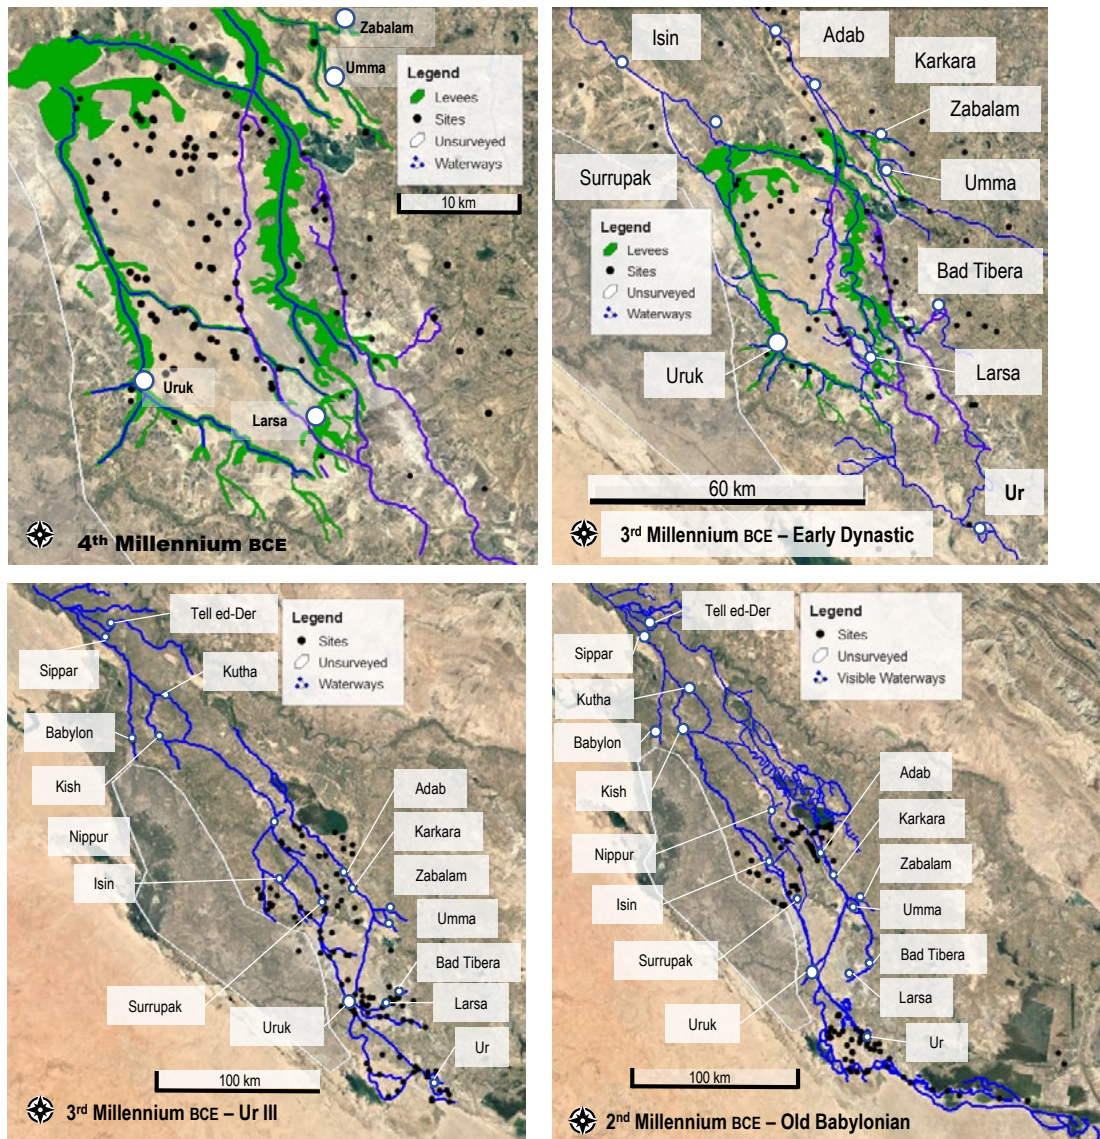 Zabalam
Umma
Legend
Levees
Sites
Unsurveyed
Waterways
10 km
Uruk
Larsa
4th Millennium BCE
Isin
Adab
Karkara
Zabalam
Surrupak
Umma
Legend
Levees
Sites
Unsurveyed
Waterways
Bad Tibera
Uruk
Larsa
60 km
Ur
3rd Millennium BCE – Early Dynastic
Tell ed-Der
Legend
Sites
Unsurveyed
Waterways
Sippar
Kutha
Babylon
Kish
Adab
Nippur
Karkara
Isin
Zabalam
Umma
Bad Tibera
Surrupak
Larsa
Uruk
Ur
100 km
3rd Millennium BCE – Ur III
Tell ed-Der
Legend
Sites
Unsurveyed
Visible Waterways
Sippar
Kutha
Babylon
Kish
Adab
Karkara
Nippur
Zabalam
Isin
Umma
Surrupak
Bad Tibera
Larsa
Uruk
Ur
100 km
2nd Millennium BCE – Old Babylonian